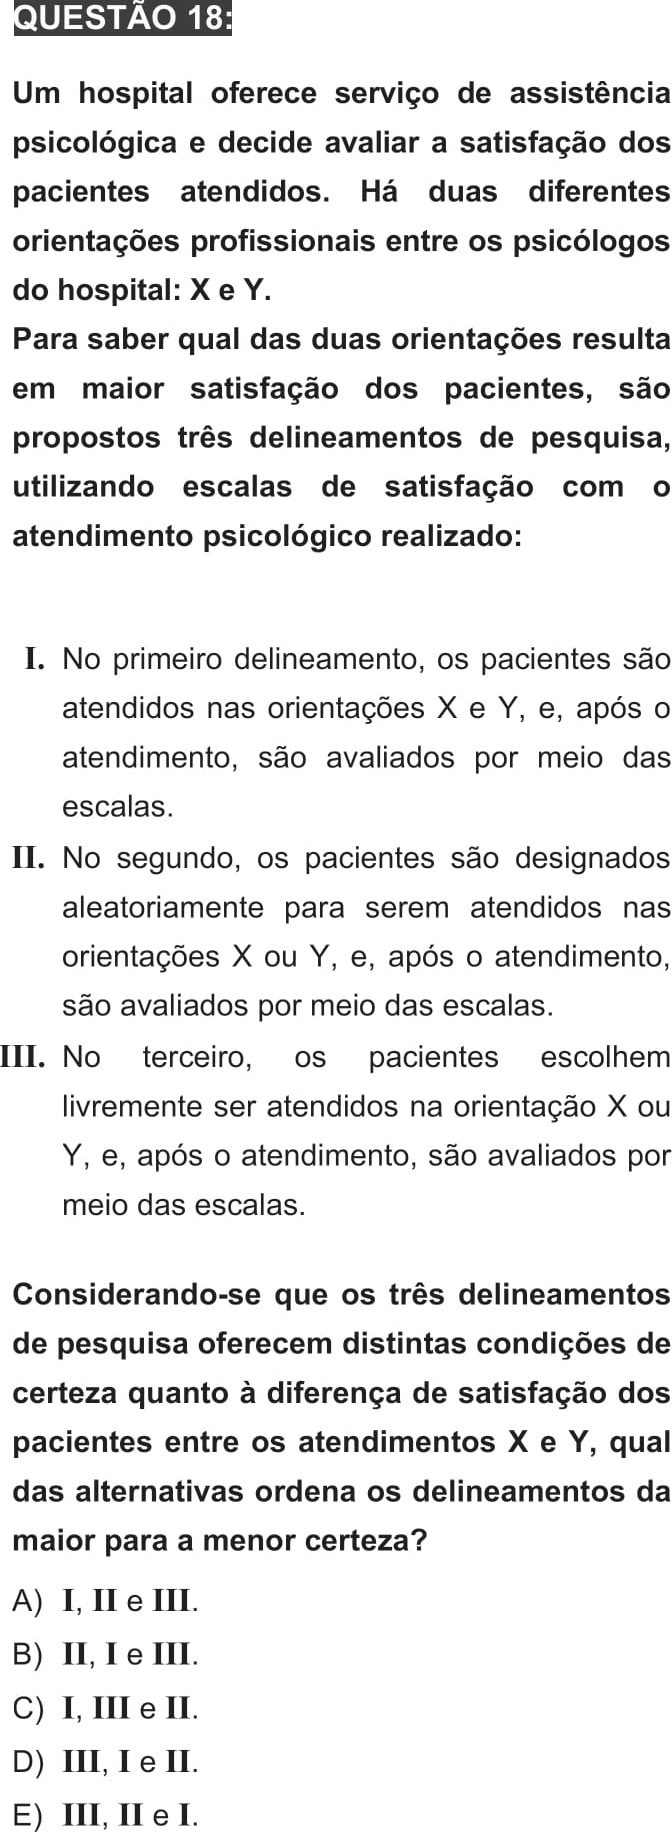 QUESTÃO 18:
Um hospital oferece serviço de assistência
psicológica e decide avaliar a satisfação dos
pacientes atendidos. Há duas diferentes
orientações profissionais entre os psicólogos
do hospital: X e Y.
Para saber qual das duas orientações resulta
em maior satisfação dos pacientes, são
propostos três delineamentos de pesquisa,
utilizando escalas de satisfação com o
atendimento psicológico realizado:
I. No primeiro delineamento, os pacientes são
atendidos nas orientações X e Y, e, após o
atendimento, são avaliados por meio das
escalas.
II. No segundo, os pacientes são designados
aleatoriamente para serem atendidos nas
orientações X ou Y, e, após o atendimento,
são avaliados por meio das escalas.
III. No terceiro, os pacientes escolhem
livremente ser atendidos na orientação X ou
Y, e, após o atendimento, são avaliados por
meio das escalas.
Considerando-se que os três delineamentos
de pesquisa oferecem distintas condições de
certeza quanto à diferença de satisfação dos
pacientes entre os atendimentos X e Y, qual
das alternativas ordena os delineamentos da
maior para a menor certeza?
A) I, II e III.
B) II, I e III.
C) I, III e II.
D) III, I e II.
E) III, II e I.